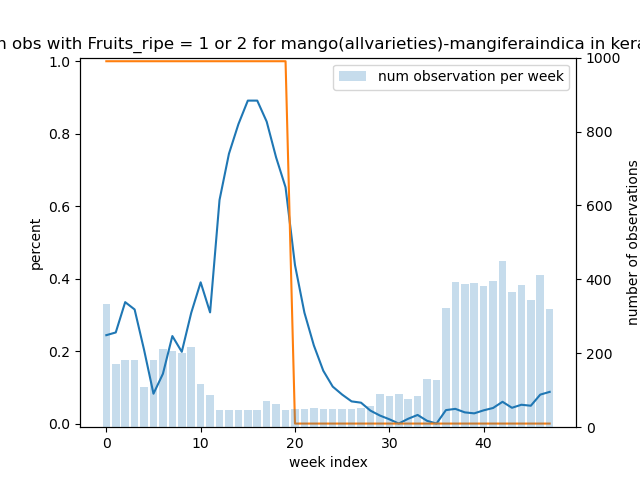 obs with Fruits_ripe = 1 or 2 for mango(allvarieties)-mangiferaindica in
num observation per week
1.0
0.8
0.6
0.4
0.2
0.0
percent
1000
800
600
400
200
0
number of observations
0 10 20 30 40
week index